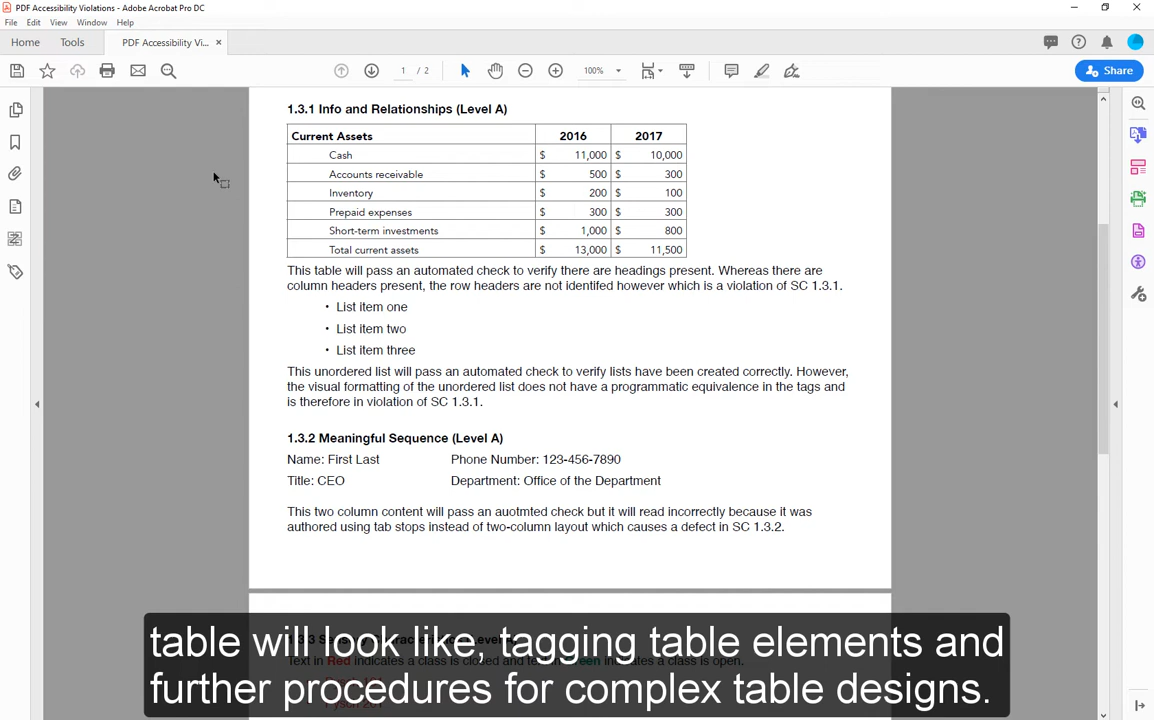 PDF Accessibility Violations - Adobe Acrobat Pro DC
File Edit View Window Help
Home Tools PDF Accessibility Vi... ×
1 / 2 100% Share
1.3.1 Info and Relationships (Level A)
Current Assets 2016 2017
Cash $ 11,000 $ 10,000
Accounts receivable $ 500 $ 300
Inventory $ 200 $ 100
Prepaid expenses $ 300 $ 300
Short-term investments $ 1,000 $ 800
Total current assets $ 13,000 $ 11,500
This table will pass an automated check to verify there are headings present. Whereas there are
column headers present, the row headers are not identifed however which is a violation of SC 1.3.1.
• List item one
• List item two
• List item three
This unordered list will pass an automated check to verify lists have been created correctly. However,
the visual formatting of the unordered list does not have a programmatic equivalence in the tags and
is therefore in violation of SC 1.3.1.
1.3.2 Meaningful Sequence (Level A)
Name: First Last Phone Number: 123-456-7890
Title: CEO Department: Office of the Department
This two column content will pass an auotmted check but it will read incorrectly because it was
authored using tab stops instead of two-column layout which causes a defect in SC 1.3.2.
table will look like, tagging table elements and
further procedures for complex table designs.